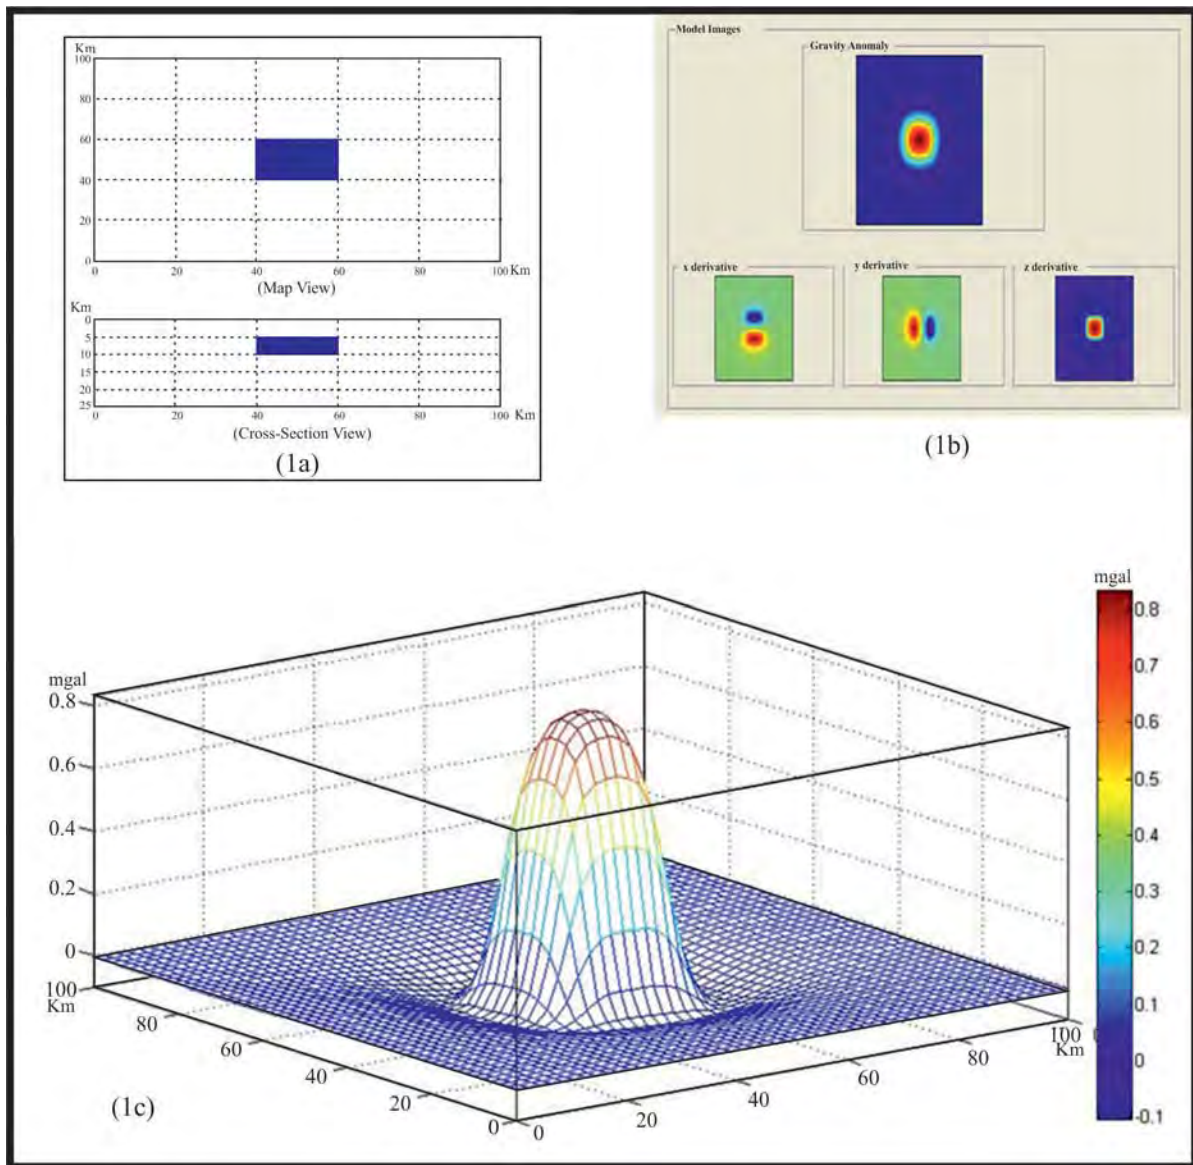 Km
100
80
60
40
20
0
0 20 40 60 80 100 Km
(Map View)
Km
0
5
10
15
20
25
0 20 40 60 80 100 Km
(Cross-Section View)
(1a)
Model Images
Gravity Anomaly
x derivative
y derivative
z derivative
(1b)
mgal
0.8
0.6
0.4
0.2
0
100
Km
80
60
40
20
0
0
20
40
60
80
100
Km
(1c)
mgal
0.8
0.7
0.6
0.5
0.4
0.3
0.2
0.1
0
-0.1